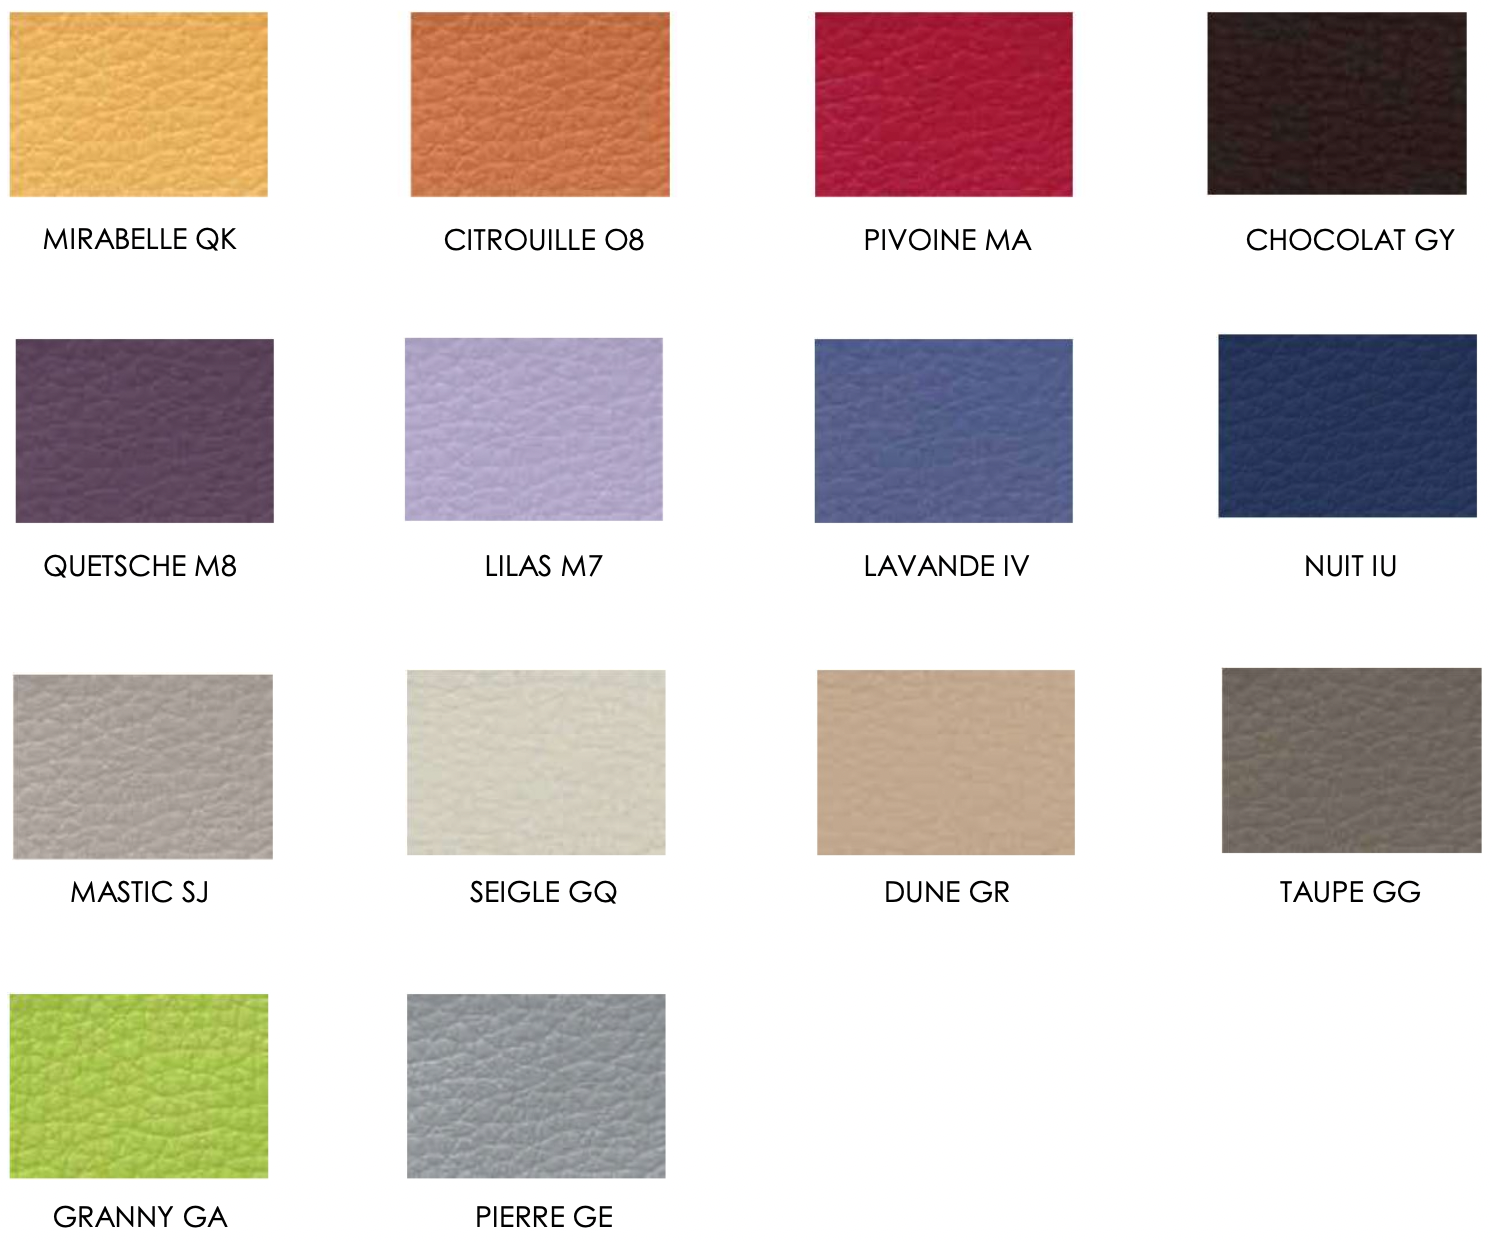 MIRABELLE QK
CITROUILLE O8
PIVOINE MA
CHOCOLAT GY
QUETSCHE M8
LILAS M7
LAVANDE IV
NUIT IU
MASTIC SJ
SEIGLE GQ
DUNE GR
TAUPE GG
GRANNY GA
PIERRE GE